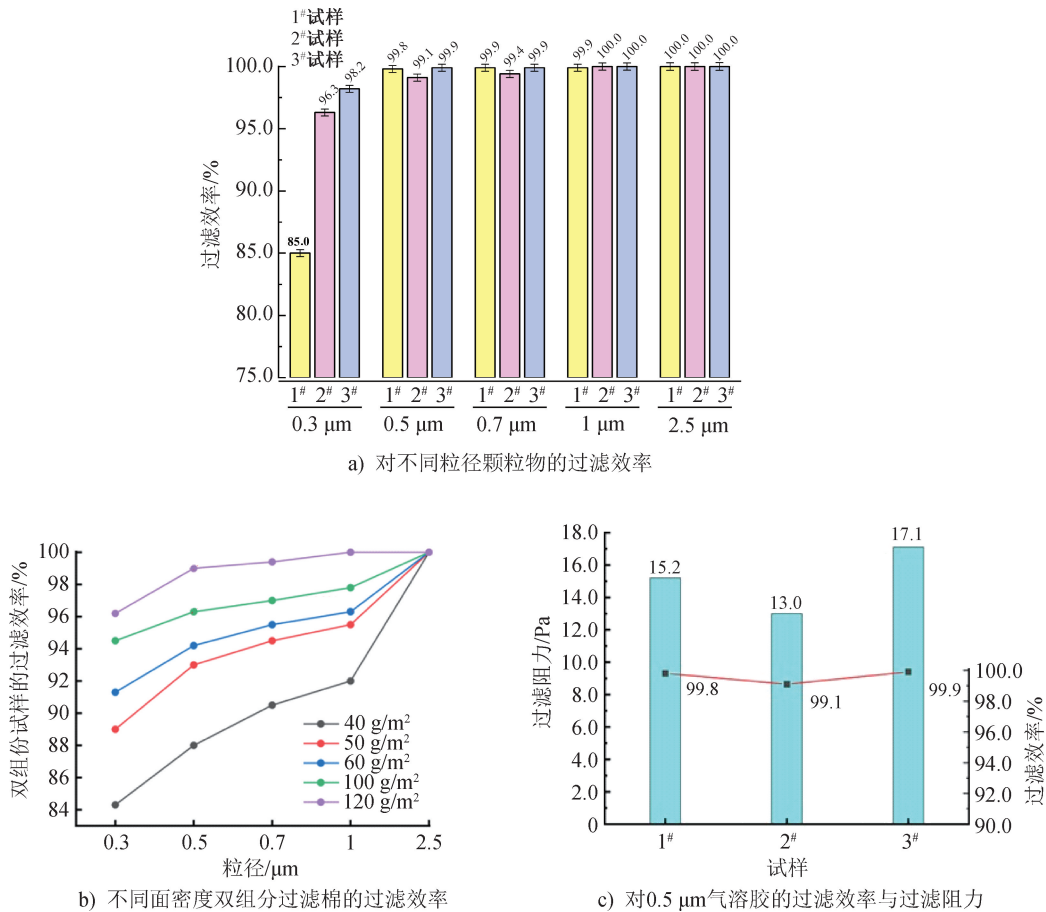 1#试样
2#试样
3#试样
99.8 99.1 99.9 99.9 99.4 99.9 99.9 100.0 100.0 100.0 100.0 100.0
85.0 96.3 98.2
过滤效率/%
100.0
95.0
90.0
85.0
80.0
75.0
1# 2# 3# 1# 2# 3# 1# 2# 3# 1# 2# 3# 1# 2# 3#
0.3 μm 0.5 μm 0.7 μm 1 μm 2.5 μm
a) 对不同粒径颗粒物的过滤效率
双组份试样的过滤效率/%
100
98
96
94
92
90
88
86
84
40 g/m²
50 g/m²
60 g/m²
100 g/m²
120 g/m²
0.3 0.5 0.7 1 2.5
粒径/μm
b) 不同面密度双组分过滤棉的过滤效率
过滤阻力/Pa
18.0
16.0
14.0
12.0
10.0
8.0
6.0
4.0
2.0
0
15.2 13.0 17.1
99.8 99.1 99.9
100.0
98.0
96.0
94.0
92.0
90.0
过滤效率/%
1# 2# 3#
试样
c) 对0.5 μm气溶胶的过滤效率与过滤阻力